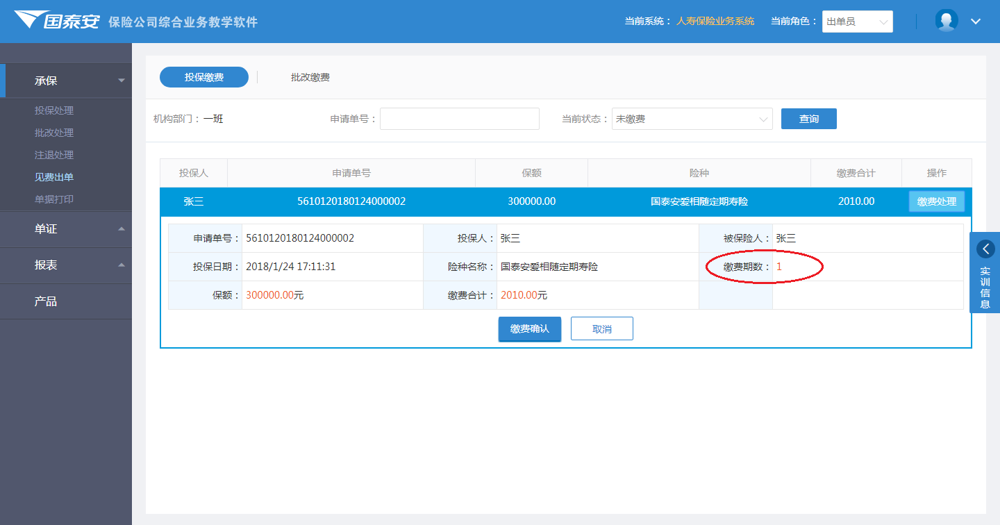 国泰安 保险公司综合业务教学软件 当前系统： 人寿保险业务系统 当前角色： 出单员
承保
投保处理
批改处理
注退处理
见费出单
单据打印
单证
报表
产品
投保缴费 批改缴费
机构部门： 一班 申请单号： 当前状态： 未缴费 查询
投保人 申请单号 保额 险种 缴费合计 操作
张三 5610120180124000002 300000.00 国泰安爱相随定期寿险 2010.00 缴费处理
申请单号： 5610120180124000002 投保人： 张三 被保险人： 张三
投保日期： 2018/1/24 17:11:31 险种名称： 国泰安爱相随定期寿险 缴费期数： 1
保额： 300000.00元 缴费合计： 2010.00元
缴费确认 取消
实训信息